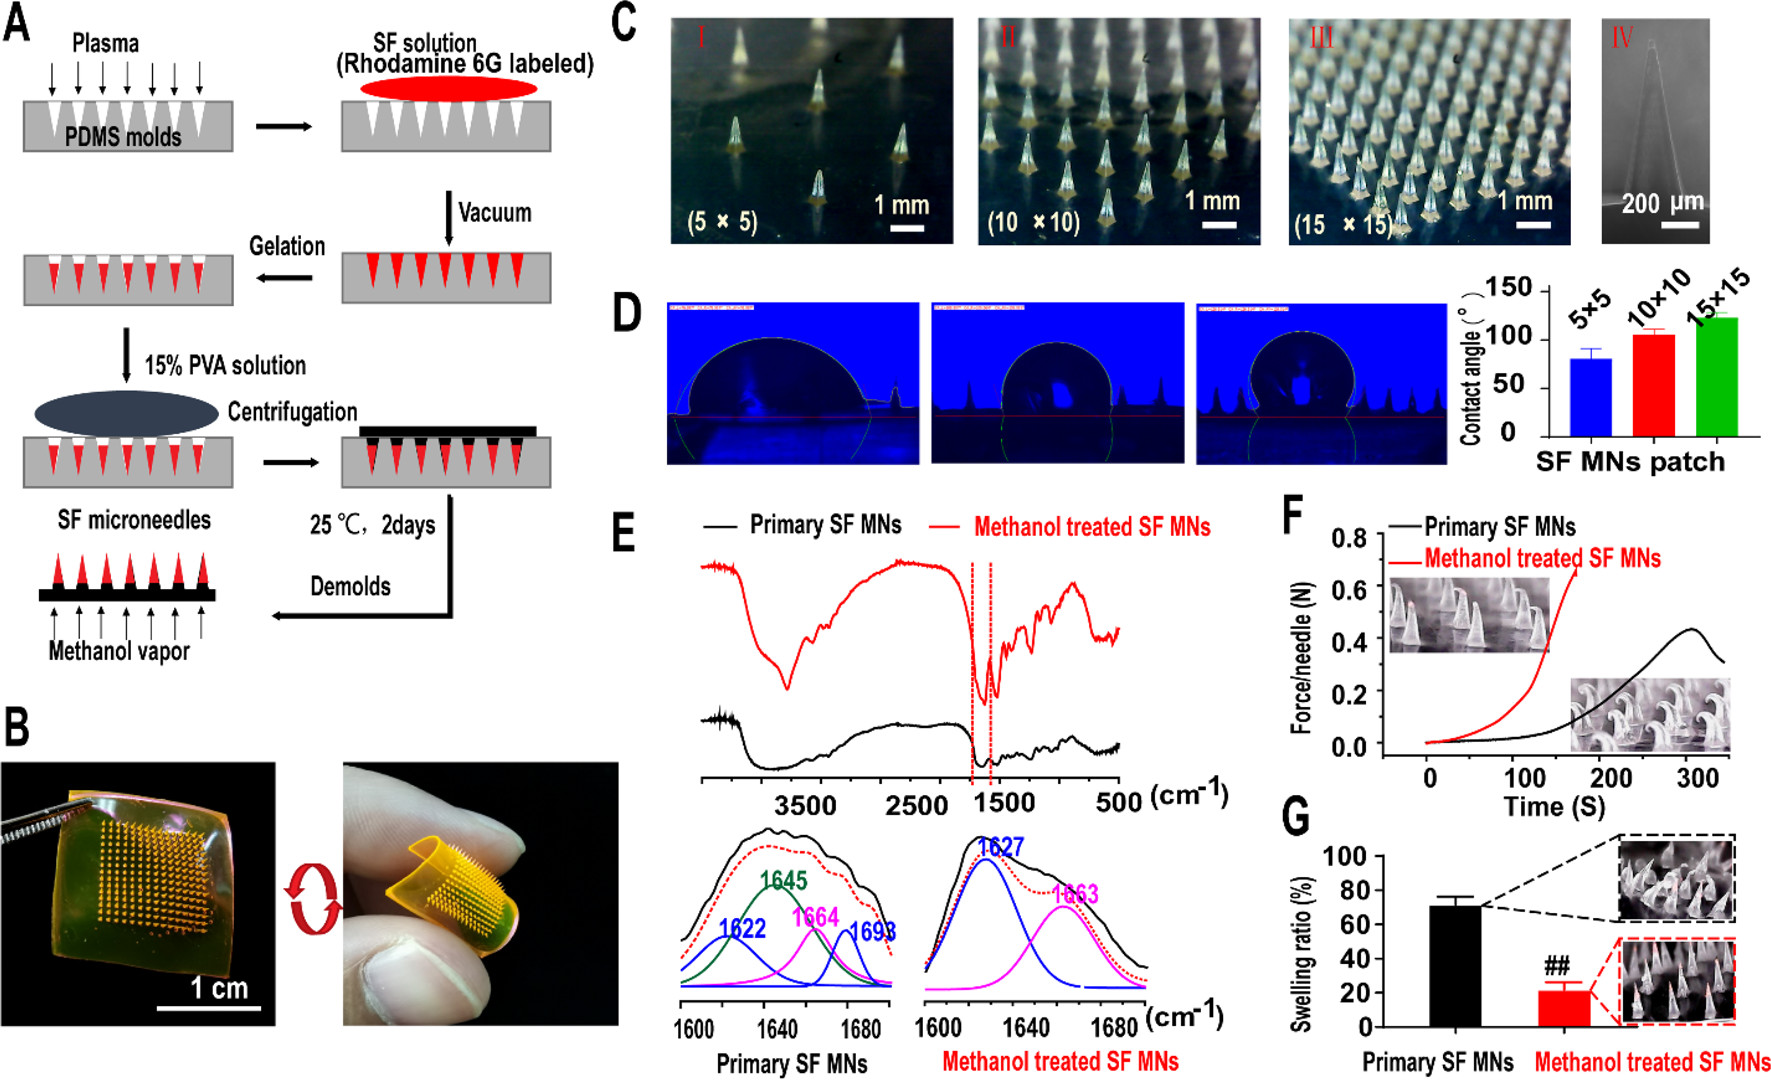 A
Plasma
PDMS molds
SF solution
(Rhodamine 6G labeled)
Vacuum
Gelation
15% PVA solution
Centrifugation
25 ℃, 2days
Demolds
SF microneedles
Methanol vapor
B
1 cm
C
I
(5 × 5)
1 mm
II
(10 ×10)
1 mm
III
(15 ×15)
1 mm
IV
200 μm
D
Contact angle (°)
150
100
50
0
5×5
10×10
15×15
SF MNs patch
E
Primary SF MNs
Methanol treated SF MNs
3500
2500
1500
500
(cm-1)
1645
1664
1622
1693
1600
1640
1680
Primary SF MNs
1627
1663
1600
1640
1680
(cm-1)
Methanol treated SF MNs
F
Primary SF MNs
Methanol treated SF MNs
Force/needle (N)
0.8
0.6
0.4
0.2
0.0
0
100
200
300
Time (S)
G
Swelling ratio (%)
100
80
60
40
20
0
##
Primary SF MNs
Methanol treated SF MNs